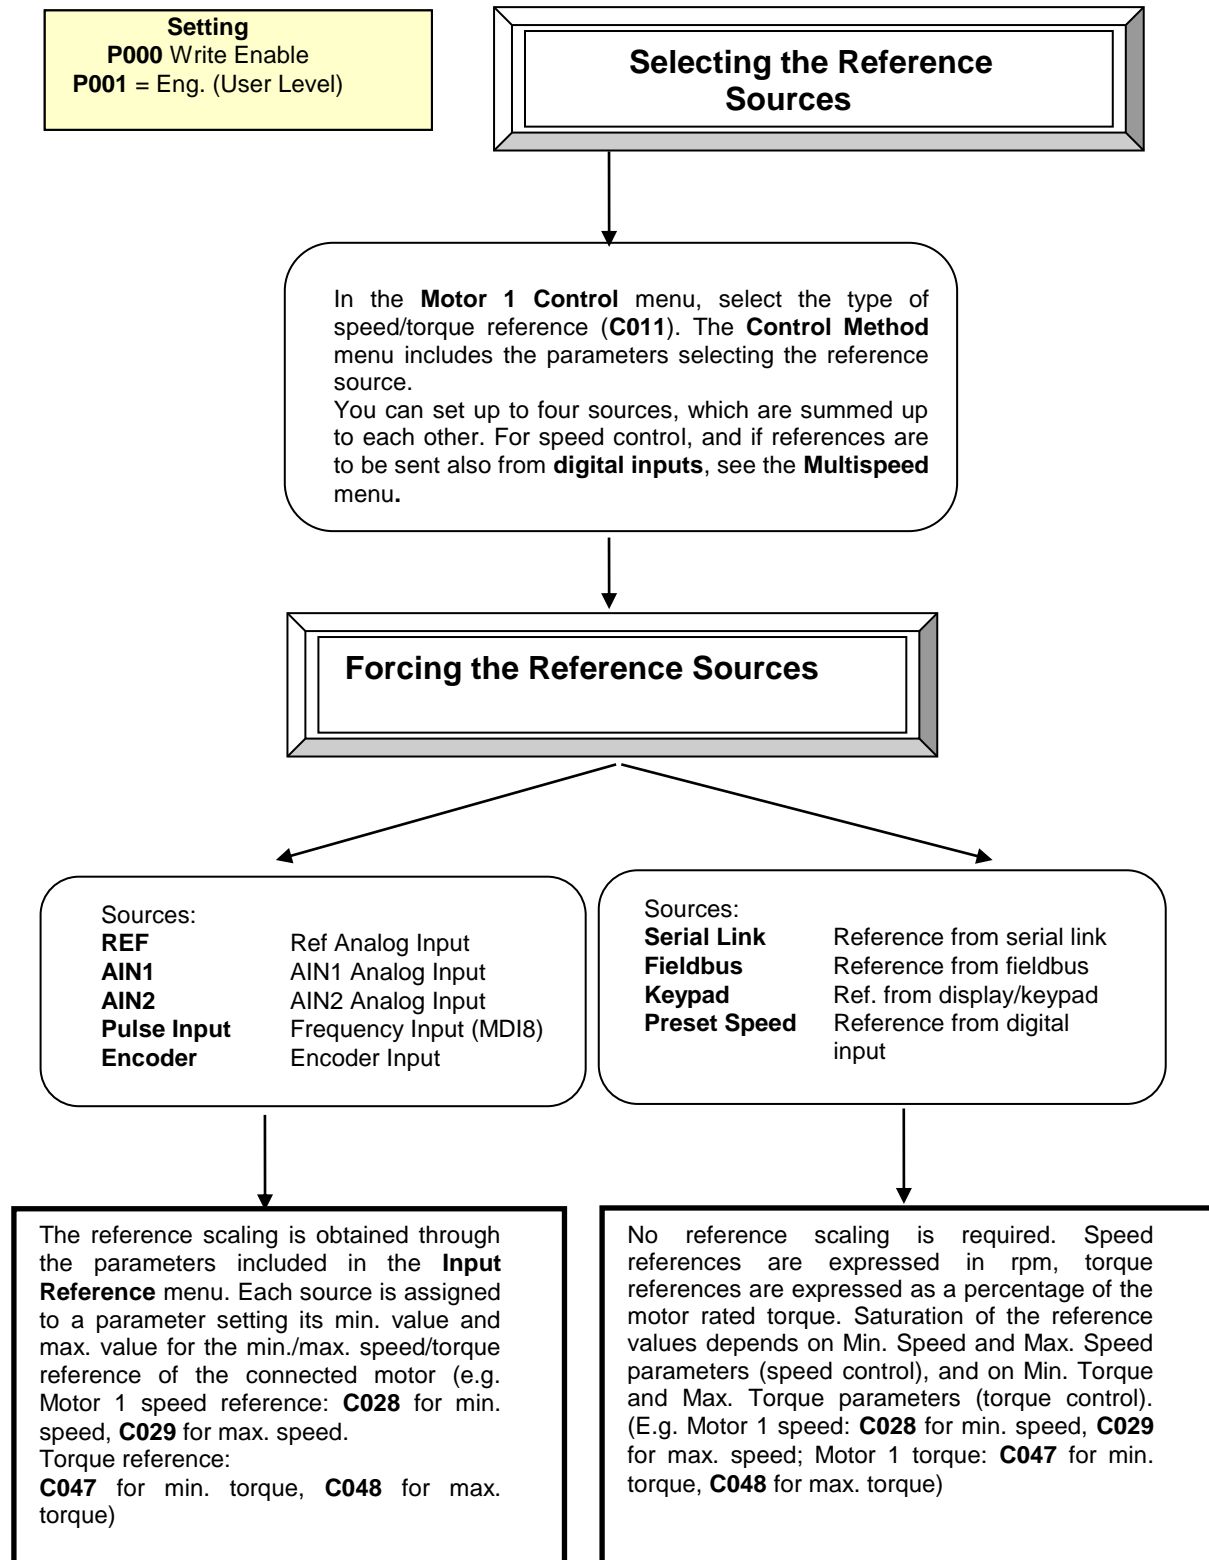 Setting
P000 Write Enable
P001 = Eng. (User Level)
Selecting the Reference
Sources
In the Motor 1 Control menu, select the type of
speed/torque reference (C011). The Control Method
menu includes the parameters selecting the reference
source.
You can set up to four sources, which are summed up
to each other. For speed control, and if references are
to be sent also from digital inputs, see the Multispeed
menu.
Forcing the Reference Sources
Sources:
REF Ref Analog Input
AIN1 AIN1 Analog Input
AIN2 AIN2 Analog Input
Pulse Input Frequency Input (MDI8)
Encoder Encoder Input
Sources:
Serial Link Reference from serial link
Fieldbus Reference from fieldbus
Keypad Ref. from display/keypad
Preset Speed Reference from digital
input
The reference scaling is obtained through
the parameters included in the Input
Reference menu. Each source is assigned
to a parameter setting its min. value and
max. value for the min./max. speed/torque
reference of the connected motor (e.g.
Motor 1 speed reference: C028 for min.
speed, C029 for max. speed.
Torque reference:
C047 for min. torque, C048 for max.
torque)
No reference scaling is required. Speed
references are expressed in rpm, torque
references are expressed as a percentage of the
motor rated torque. Saturation of the reference
values depends on Min. Speed and Max. Speed
parameters (speed control), and on Min. Torque
and Max. Torque parameters (torque control).
(E.g. Motor 1 speed: C028 for min. speed, C029
for max. speed; Motor 1 torque: C047 for min.
torque, C048 for max. torque)